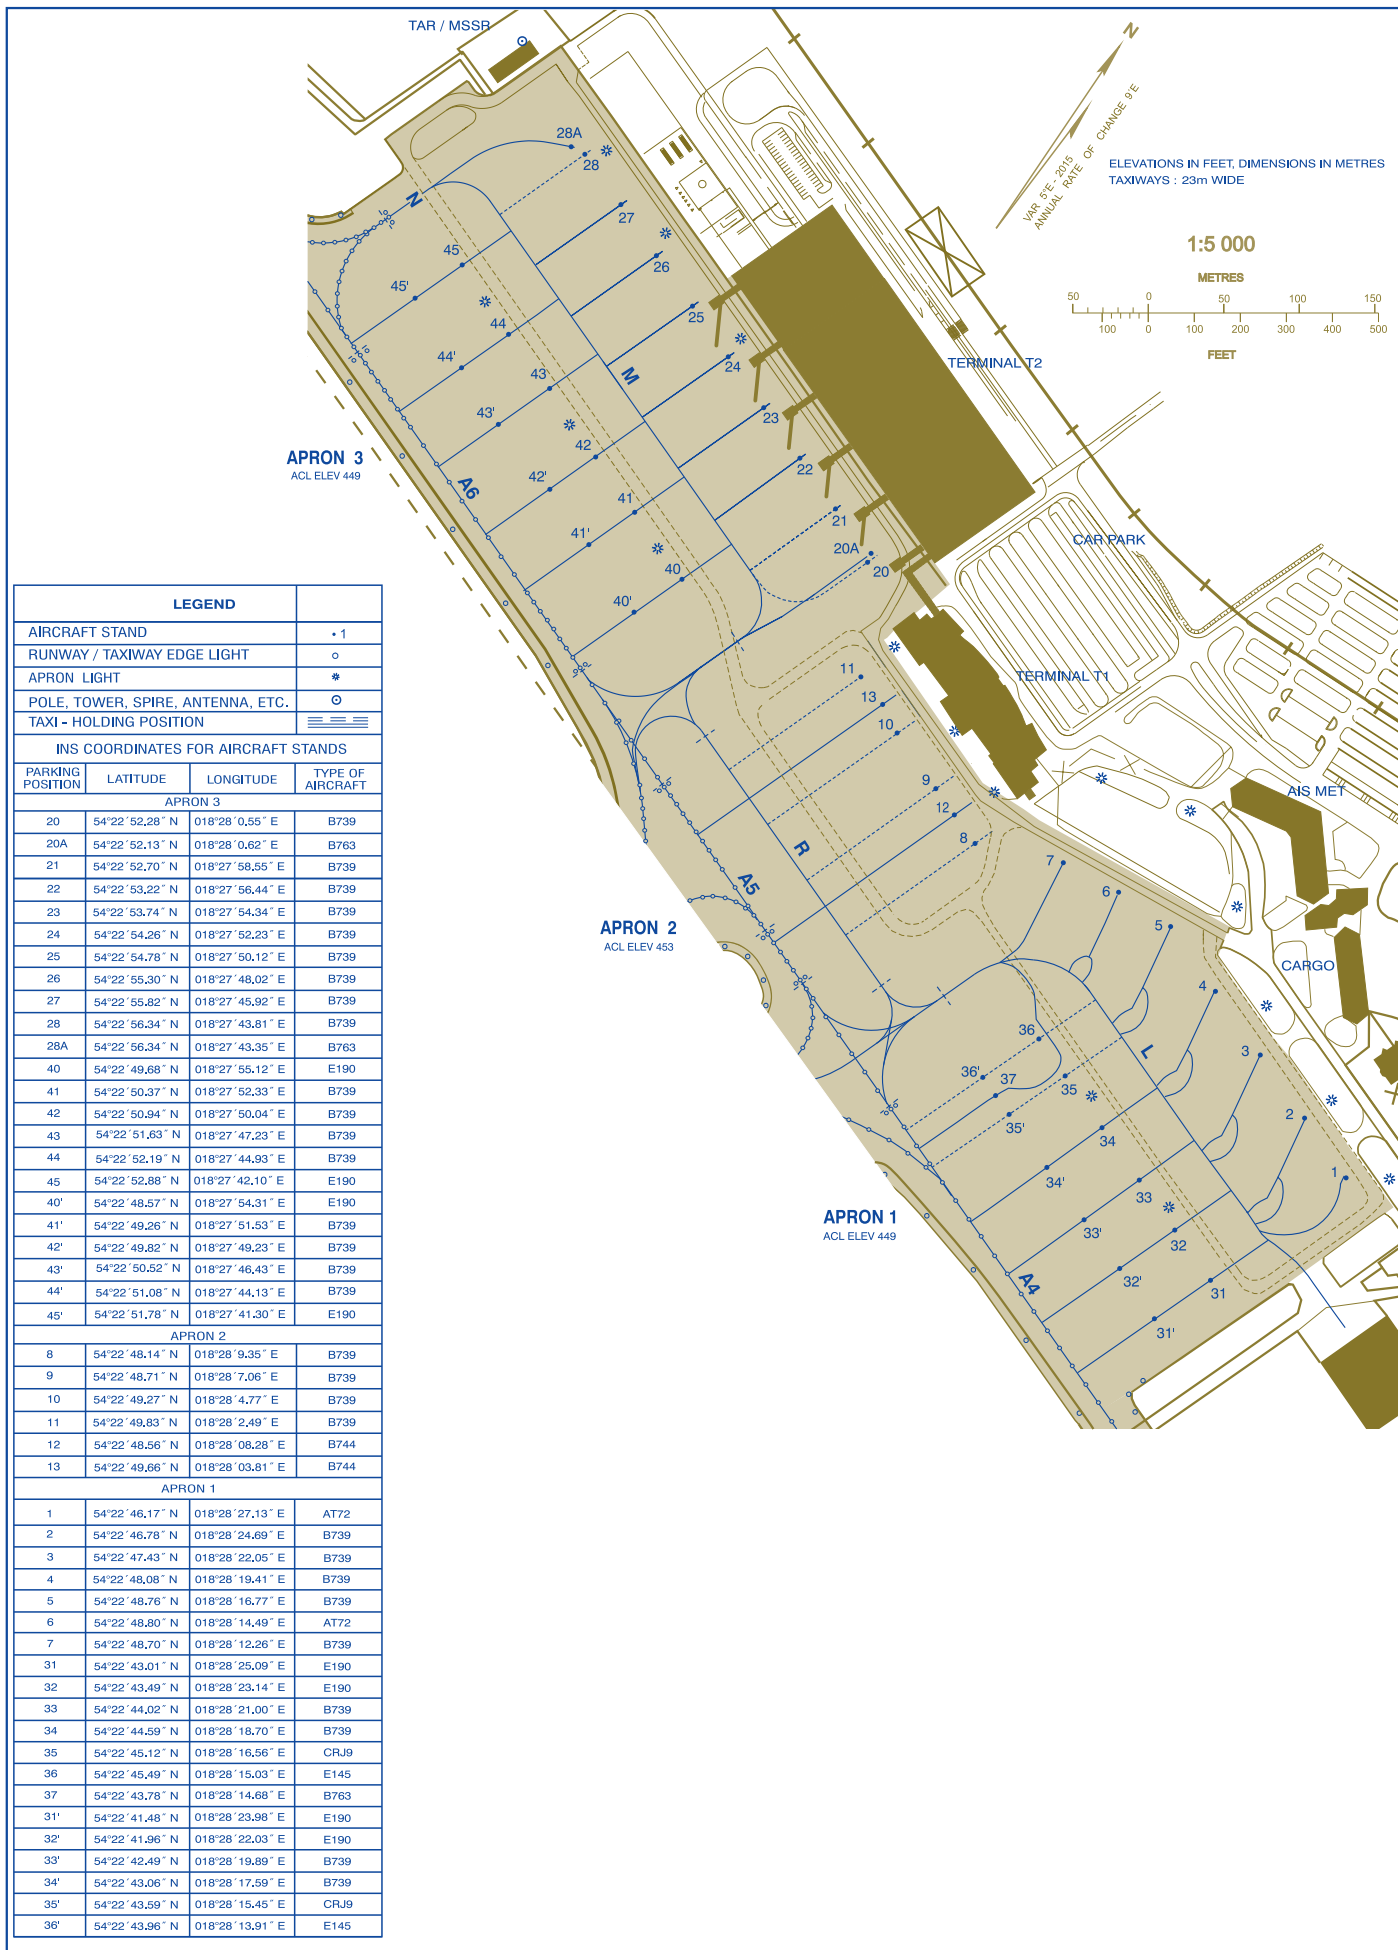 TAR / MSSR
N
VAR 5°E - 2015
ANNUAL RATE OF CHANGE 9'E
ELEVATIONS IN FEET, DIMENSIONS IN METRES
TAXIWAYS : 23m WIDE
1:5 000
METRES
50 0 50 100 150
100 0 100 200 300 400 500
FEET
28A
28
27
26
25
24
23
22
21
20A
20
N
45
45'
44
44'
43
43'
42
42'
41
41'
40
40'
M
A6
TERMINAL T2
CAR PARK
TERMINAL T1
AIS MET
CARGO
APRON 3
ACL ELEV 449
11
13
10
9
12
8
R
A5
APRON 2
ACL ELEV 453
7
6
5
4
3
2
1
L
36
36'
37
35
35'
34
34'
33
33'
32
32'
31
31'
A4
APRON 1
ACL ELEV 449
LEGEND
AIRCRAFT STAND 1
RUNWAY / TAXIWAY EDGE LIGHT
APRON LIGHT
POLE, TOWER, SPIRE, ANTENNA, ETC.
TAXI - HOLDING POSITION
INS COORDINATES FOR AIRCRAFT STANDS
PARKING POSITION LATITUDE LONGITUDE TYPE OF AIRCRAFT
APRON 3
20 54°22´52.28˝ N 018°28´0.55˝ E B739
20A 54°22´52.13˝ N 018°28´0.62˝ E B763
21 54°22´52.70˝ N 018°27´58.55˝ E B739
22 54°22´53.22˝ N 018°27´56.44˝ E B739
23 54°22´53.74˝ N 018°27´54.34˝ E B739
24 54°22´54.26˝ N 018°27´52.23˝ E B739
25 54°22´54.78˝ N 018°27´50.12˝ E B739
26 54°22´55.30˝ N 018°27´48.02˝ E B739
27 54°22´55.82˝ N 018°27´45.92˝ E B739
28 54°22´56.34˝ N 018°27´43.81˝ E B739
28A 54°22´56.34˝ N 018°27´43.35˝ E B763
40 54°22´49.68˝ N 018°27´55.12˝ E E190
41 54°22´50.37˝ N 018°27´52.33˝ E B739
42 54°22´50.94˝ N 018°27´50.04˝ E B739
43 54°22´51.63˝ N 018°27´47.23˝ E B739
44 54°22´52.19˝ N 018°27´44.93˝ E B739
45 54°22´52.88˝ N 018°27´42.10˝ E E190
40' 54°22´48.57˝ N 018°27´54.31˝ E E190
41' 54°22´49.26˝ N 018°27´51.53˝ E B739
42' 54°22´49.82˝ N 018°27´49.23˝ E B739
43' 54°22´50.52˝ N 018°27´46.43˝ E B739
44' 54°22´51.08˝ N 018°27´44.13˝ E B739
45' 54°22´51.78˝ N 018°27´41.30˝ E E190
APRON 2
8 54°22´48.14˝ N 018°28´9.35˝ E B739
9 54°22´48.71˝ N 018°28´7.06˝ E B739
10 54°22´49.27˝ N 018°28´4.77˝ E B739
11 54°22´49.83˝ N 018°28´2.49˝ E B739
12 54°22´48.56˝ N 018°28´08.28˝ E B744
13 54°22´49.66˝ N 018°28´03.81˝ E B744
APRON 1
1 54°22´46.17˝ N 018°28´27.13˝ E AT72
2 54°22´46.78˝ N 018°28´24.69˝ E B739
3 54°22´47.43˝ N 018°28´22.05˝ E B739
4 54°22´48.08˝ N 018°28´19.41˝ E B739
5 54°22´48.76˝ N 018°28´16.77˝ E B739
6 54°22´48.80˝ N 018°28´14.49˝ E AT72
7 54°22´48.70˝ N 018°28´12.26˝ E B739
31 54°22´43.01˝ N 018°28´25.09˝ E E190
32 54°22´43.49˝ N 018°28´23.14˝ E E190
33 54°22´44.02˝ N 018°28´21.00˝ E B739
34 54°22´44.59˝ N 018°28´18.70˝ E B739
35 54°22´45.12˝ N 018°28´16.56˝ E CRJ9
36 54°22´45.49˝ N 018°28´15.03˝ E E145
37 54°22´43.78˝ N 018°28´14.68˝ E B763
31' 54°22´41.48˝ N 018°28´23.98˝ E E190
32' 54°22´41.96˝ N 018°28´22.03˝ E E190
33' 54°22´42.49˝ N 018°28´19.89˝ E B739
34' 54°22´43.06˝ N 018°28´17.59˝ E B739
35' 54°22´43.59˝ N 018°28´15.45˝ E CRJ9
36' 54°22´43.96˝ N 018°28´13.91˝ E E145